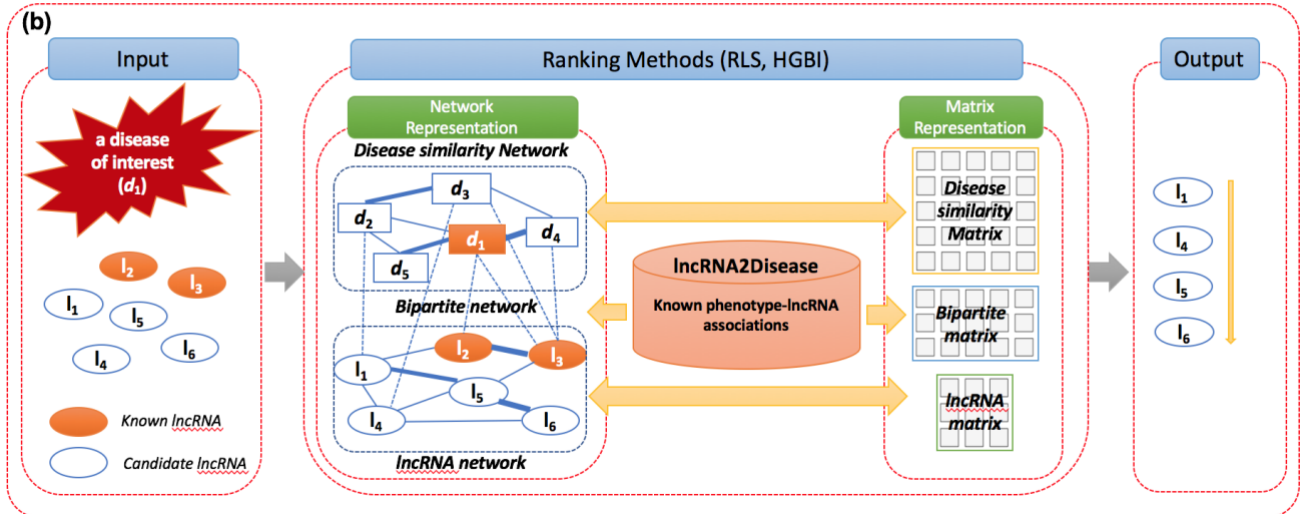 (b)
Input
Ranking Methods (RLS, HGBI)
Output
a disease
of interest
(d₁)
l₂
l₃
l₁
l₅
l₄
l₆
Known lncRNA
Candidate lncRNA
Network
Representation
Disease similarity Network
d₃
d₂
d₁
d₄
d₅
Bipartite network
l₂
l₃
l₁
l₅
l₄
l₆
lncRNA network
lncRNA2Disease
Known phenotype-lncRNA
associations
Matrix
Representation
Disease
similarity
Matrix
Bipartite
matrix
lncRNA
matrix
l₁
l₄
l₅
l₆